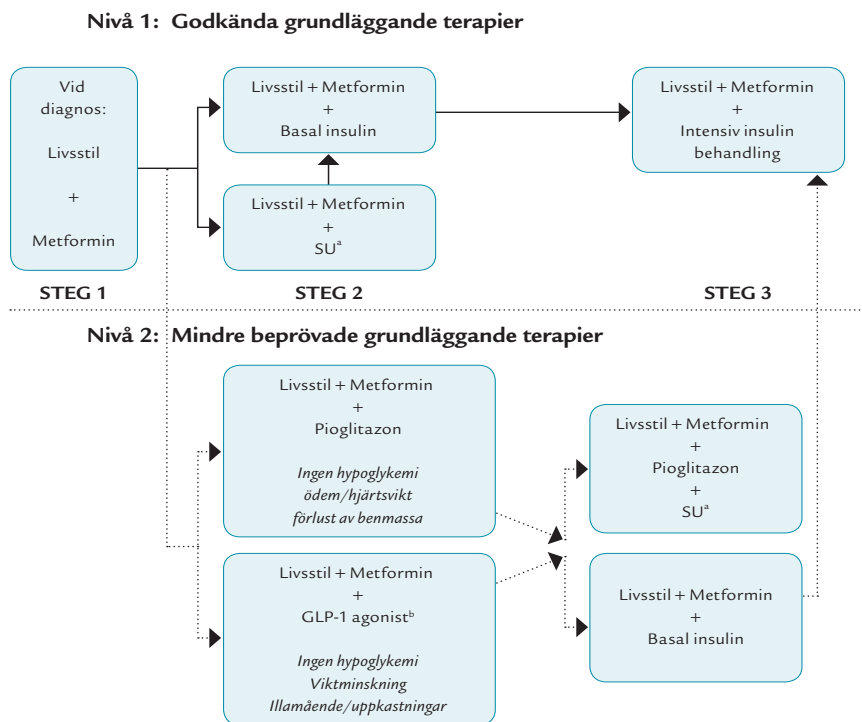 Nivå 1: Godkända grundläggande terapier
Vid
diagnos:
Livsstil
+
Metformin
Livsstil + Metformin
+
Basal insulin
Livsstil + Metformin
+
SUᵃ
Livsstil + Metformin
+
Intensiv insulin
behandling
STEG 1
STEG 2
STEG 3
Nivå 2: Mindre beprövade grundläggande terapier
Livsstil + Metformin
+
Pioglitazon
Ingen hypoglykemi
ödem/hjärtsvikt
förlust av benmassa
Livsstil + Metformin
+
GLP-1 agonistᵇ
Ingen hypoglykemi
Viktminskning
Illamående/uppkastningar
Livsstil + Metformin
+
Pioglitazon
+
SUᵃ
Livsstil + Metformin
+
Basal insulin